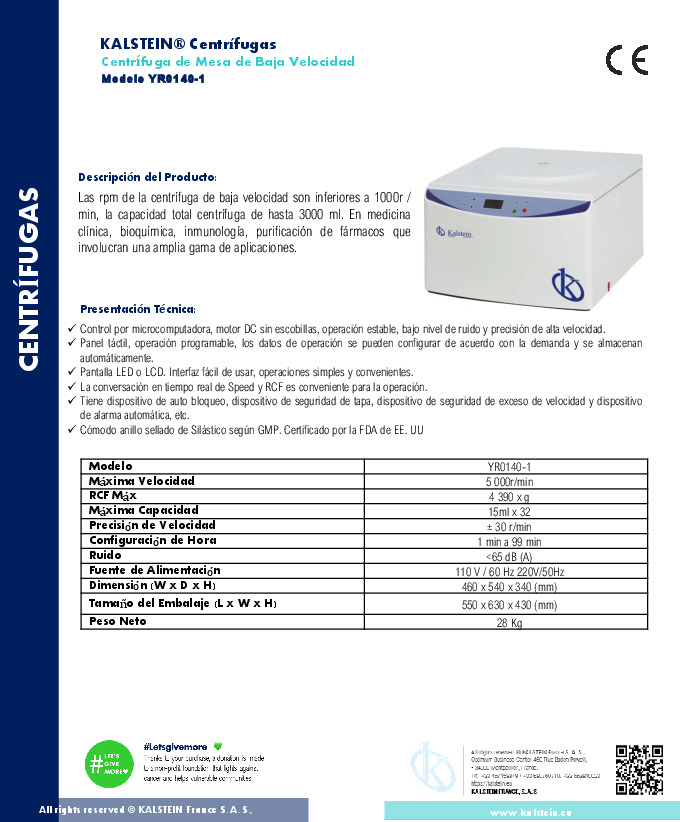 KALSTEIN® Centrífugas
Centrífuga de Mesa de Baja Velocidad
Modelo YR0140-1
CENTRÍFUGAS
Descripción del Producto:
Las rpm de la centrífuga de baja velocidad son inferiores a 1000r /
min, la capacidad total centrífuga de hasta 3000 ml. En medicina
clínica, bioquímica, inmunología, purificación de fármacos que
involucran una amplia gama de aplicaciones.
Kalstein
Presentación Técnica:
✓ Control por microcomputadora, motor DC sin escobillas, operación estable, bajo nivel de ruido y precisión de alta velocidad.
✓ Panel táctil, operación programable, los datos de operación se pueden configurar de acuerdo con la demanda y se almacenan
automáticamente.
✓ Pantalla LED o LCD. Interfaz fácil de usar, operaciones simples y convenientes.
✓ La conversación en tiempo real de Speed y RCF es conveniente para la operación.
✓ Tiene dispositivo de auto bloqueo, dispositivo de seguridad de tapa, dispositivo de seguridad de exceso de velocidad y dispositivo
de alarma automática, etc.
✓ Cómodo anillo sellado de Silástico según GMP. Certificado por la FDA de EE. UU
Modelo YR0140-1
Máxima Velocidad 5 000r/min
RCF Máx 4 390 x g
Máxima Capacidad 15ml x 32
Precisión de Velocidad ± 30 r/min
Configuración de Hora 1 min a 99 min
Ruido <65 dB (A)
Fuente de Alimentación 110 V / 60 Hz 220V/50Hz
Dimensión (W x D x H) 460 x 540 x 340 (mm)
Tamaño del Embalaje (L x W x H) 550 x 630 x 430 (mm)
Peso Neto 28 Kg
# LET'S
GIVE
MORE
#Letsgivemore
Thanks to your purchase, a donation is made
to a non-profit foundation that fights against
cancer and helps vulnerable communities
All rights reserved ® KALSTEIN France S. A. S.,
Optimum Business Center 450 Rue Baden Powell,
34000 Montpellier, France.
https://kalstein.eu
KALSTEIN FRANCE, S. A. S
All rights reserved © KALSTEIN France S. A. S.,
www.kalstein.eu